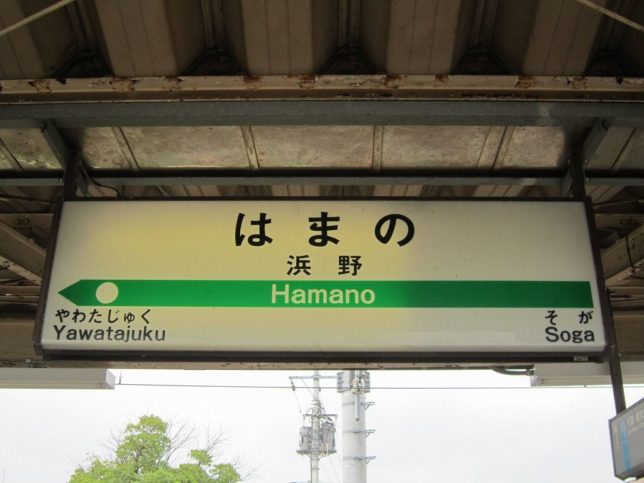 はまの
浜野
Hamano
やわたじゅく
Yawatajuku
そが
Soga